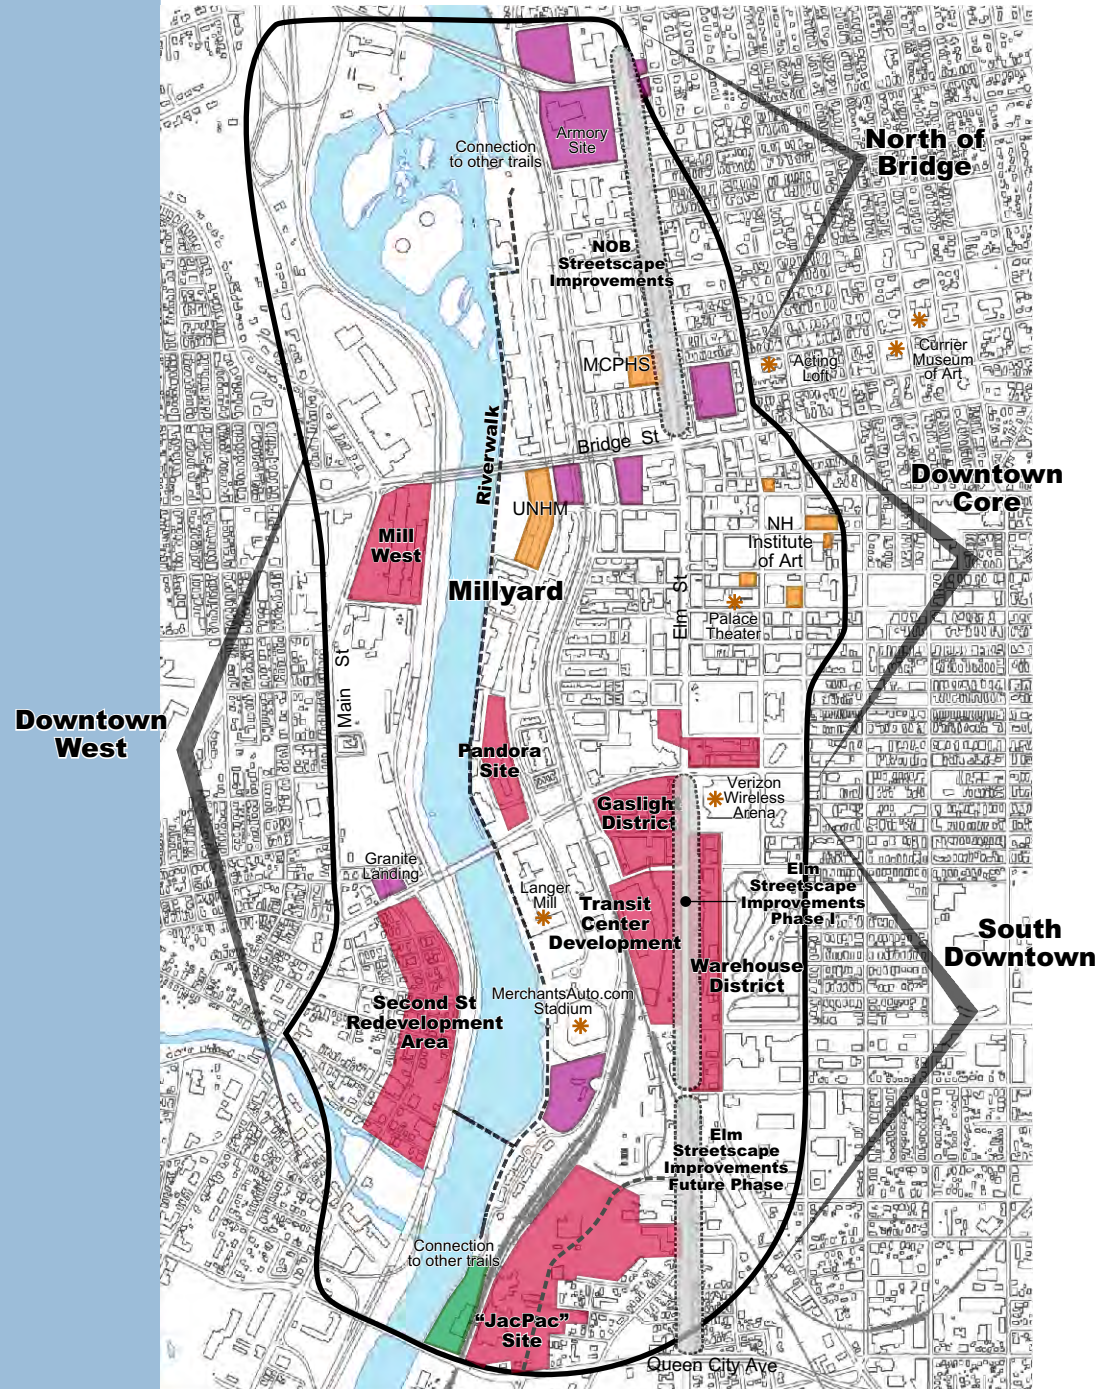 North of
Bridge
Armory
Site
Connection
to other trails
NOB
Streetscape
Improvements
MCPHS
Acting
Loft
Currier
Museum
of Art
Riverwalk
Bridge St
UNHM
Downtown
Core
Mill
West
NH
Institute
of Art
Millyard
Elm St
Palace
Theater
Main St
Downtown
West
Pandora
Site
Verizon
Wireless
Arena
Gasligh
District
Granite
Landing
Langer
Mill
Elm
Streetscape
Improvements
Phase I
Transit
Center
Development
South
Downtown
Warehouse
District
MerchantsAuto.com
Stadium
Second St
Redevelopment
Area
Elm
Streetscape
Improvements
Future Phase
Connection
to other trails
"JacPac"
Site
Queen City Ave